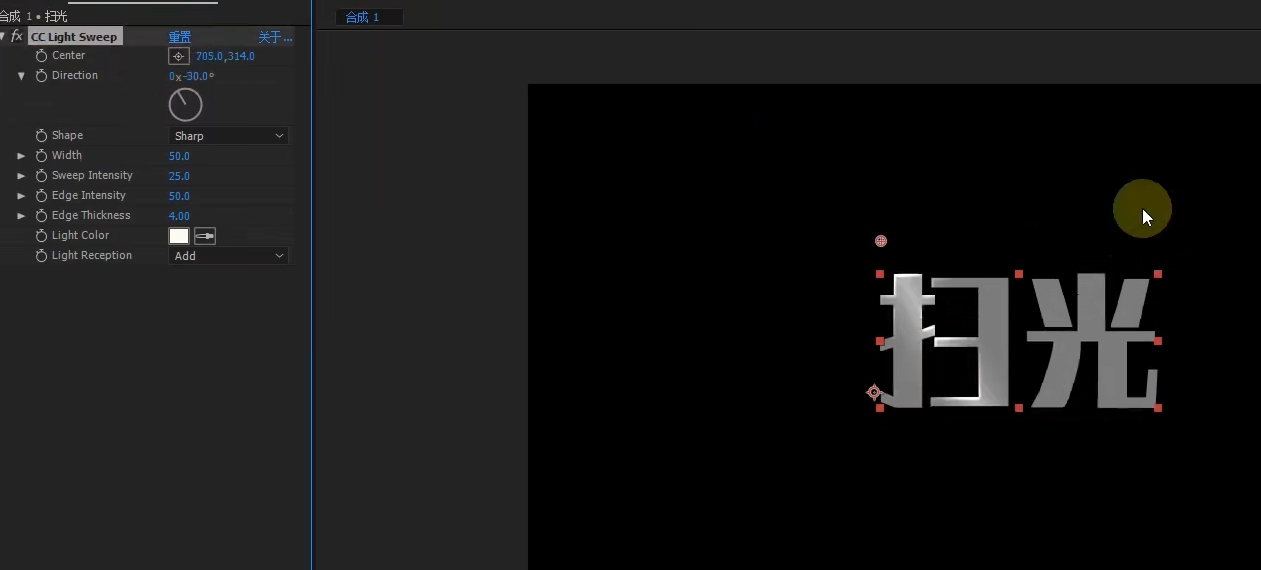 合成 1 • 扫光
fx CC Light Sweep 重置 关于...
Center 705.0,314.0
Direction 0x-30.0°
Shape Sharp
Width 50.0
Sweep Intensity 25.0
Edge Intensity 50.0
Edge Thickness 4.00
Light Color
Light Reception Add
合成 1
扫光